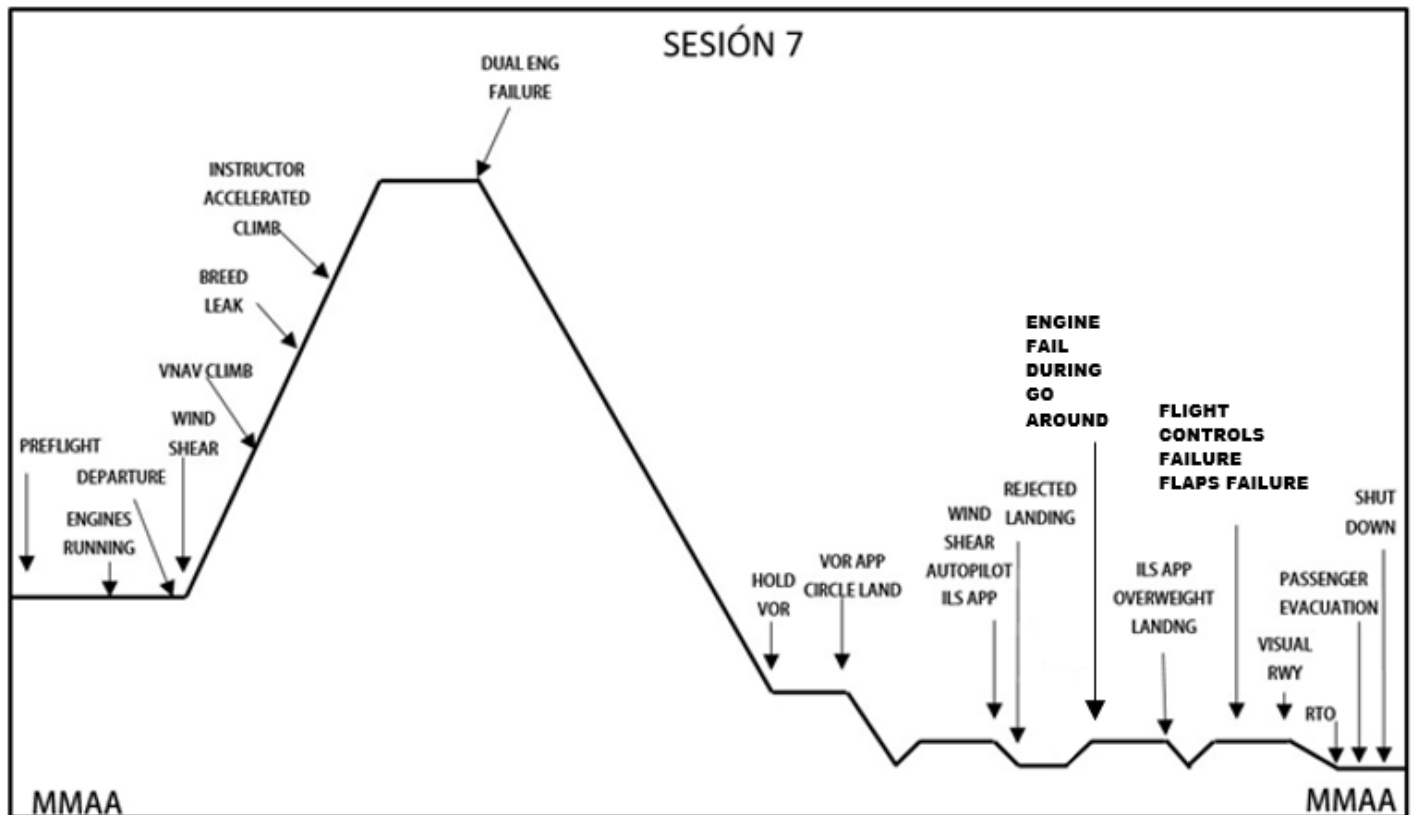 SESIÓN 7
DUAL ENG
FAILURE
INSTRUCTOR
ACCELERATED
CLIMB
BREED
LEAK
VNAV CLIMB
WIND
SHEAR
PREFLIGHT
DEPARTURE
ENGINES
RUNNING
HOLD
VOR
VOR APP
CIRCLE LAND
WIND
SHEAR
AUTOPILOT
ILS APP
REJECTED
LANDING
ENGINE
FAIL
DURING
GO
AROUND
ILS APP
OVERWEIGHT
LANDNG
FLIGHT
CONTROLS
FAILURE
FLAPS FAILURE
VISUAL
RWY
RTO
PASSENGER
EVACUATION
SHUT
DOWN
MMAA
MMAA